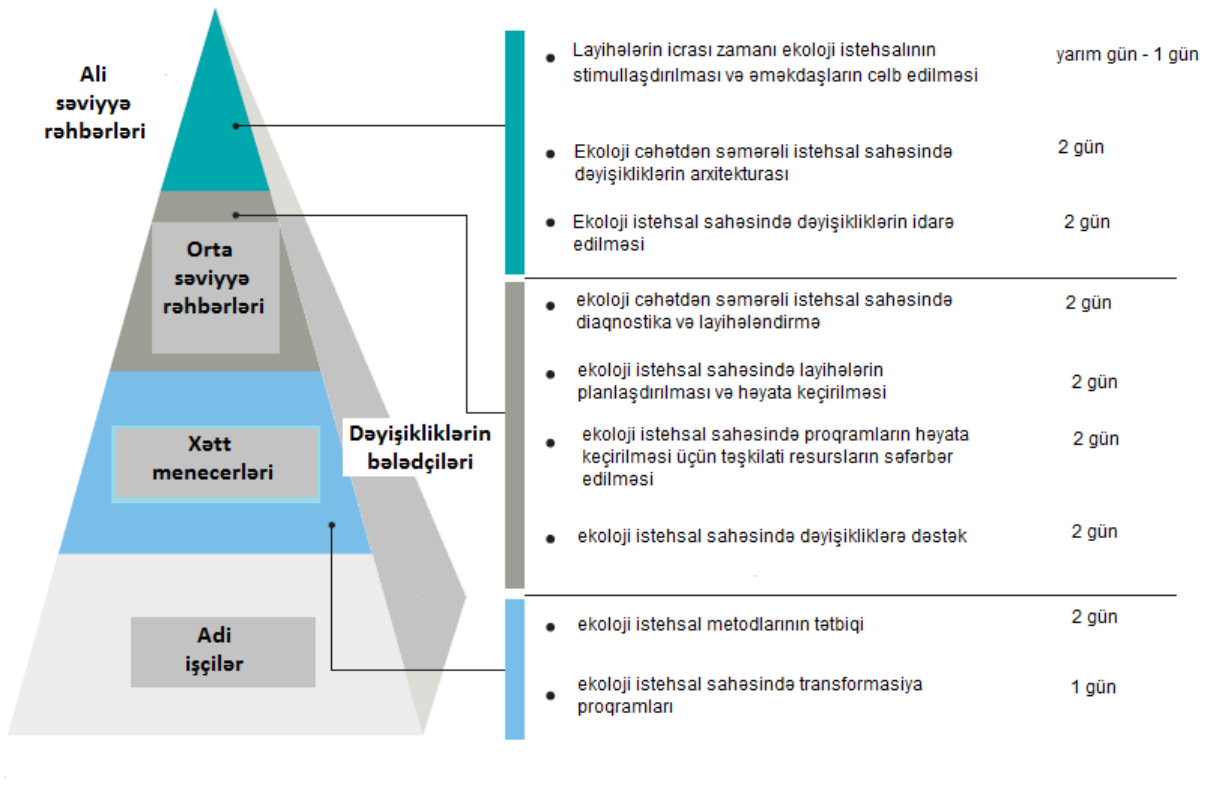 Ali
səviyyə
rəhbərləri
Orta
səviyyə
rəhbərləri
Xətt
menecerləri
Adi
işçilər
Dəyişikliklərin
bələdçiləri
Layihələrin icrası zamanı ekoloji istehsalının
stimullaşdırılması və əməkdaşların cəlb edilməsi
yarım gün - 1 gün
Ekoloji cəhətdən səmərəli istehsal sahəsində
dəyişikliklərin arxitekturası
2 gün
Ekoloji istehsal sahəsində dəyişikliklərin idarə
edilməsi
2 gün
ekoloji cəhətdən səmərəli istehsal sahəsində
diaqnostika və layihələndirmə
2 gün
ekoloji istehsal sahəsində layihələrin
planlaşdırılması və həyata keçirilməsi
2 gün
ekoloji istehsal sahəsində proqramların həyata
keçirilməsi üçün təşkilati resursların səfərbər
edilməsi
2 gün
ekoloji istehsal sahəsində dəyişikliklərə dəstək
2 gün
ekoloji istehsal metodlarının tətbiqi
2 gün
ekoloji istehsal sahəsində transformasiya
proqramları
1 gün